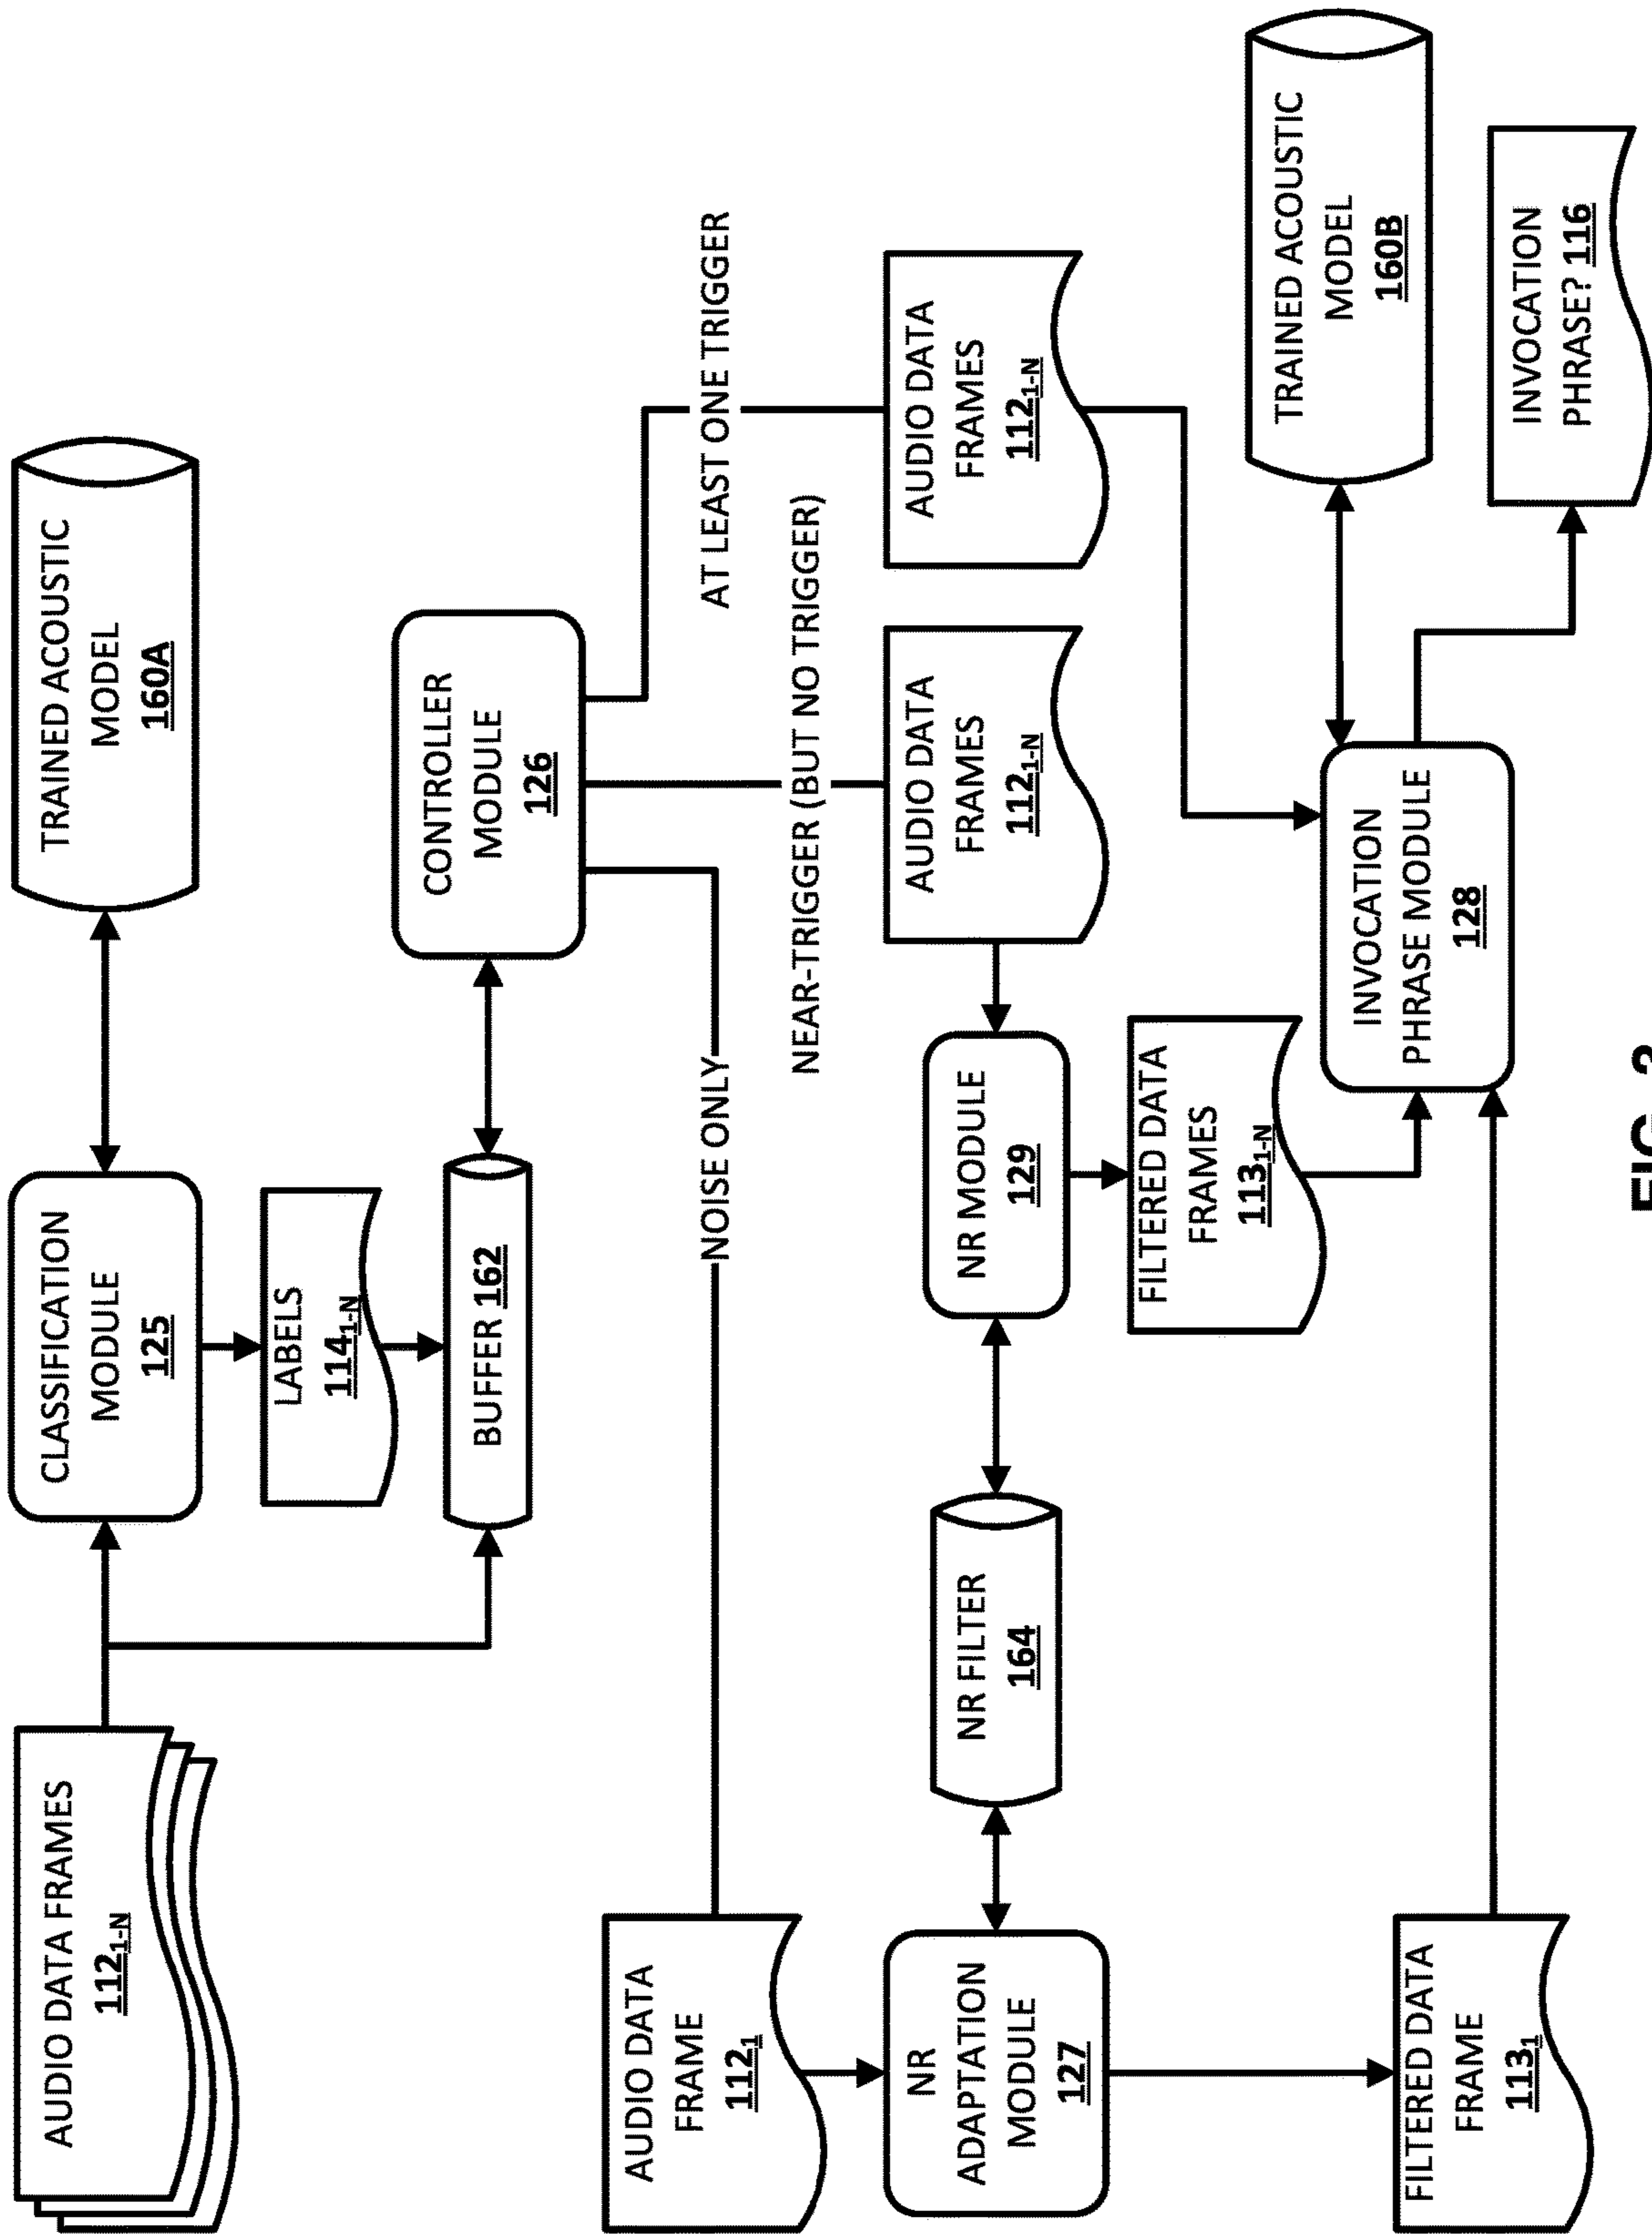 AUDIO DATA FRAMES
112₁₋N
CLASSIFICATION
MODULE
125
TRAINED ACOUSTIC
MODEL
160A
LABELS
114₁₋N
BUFFER 162
CONTROLLER
MODULE
126
NOISE ONLY
NEAR-TRIGGER (BUT NO TRIGGER)
AT LEAST ONE TRIGGER
AUDIO DATA
FRAME
112₁
AUDIO DATA
FRAMES
112₁₋N
AUDIO DATA
FRAMES
112₁₋N
NR
ADAPTATION
MODULE
127
NR FILTER
164
NR MODULE
129
FILTERED DATA
FRAMES
113₁₋N
TRAINED ACOUSTIC
MODEL
160B
INVOCATION
PHRASE MODULE
128
FILTERED DATA
FRAME
113₁
INVOCATION
PHRASE? 116
FIG. 3